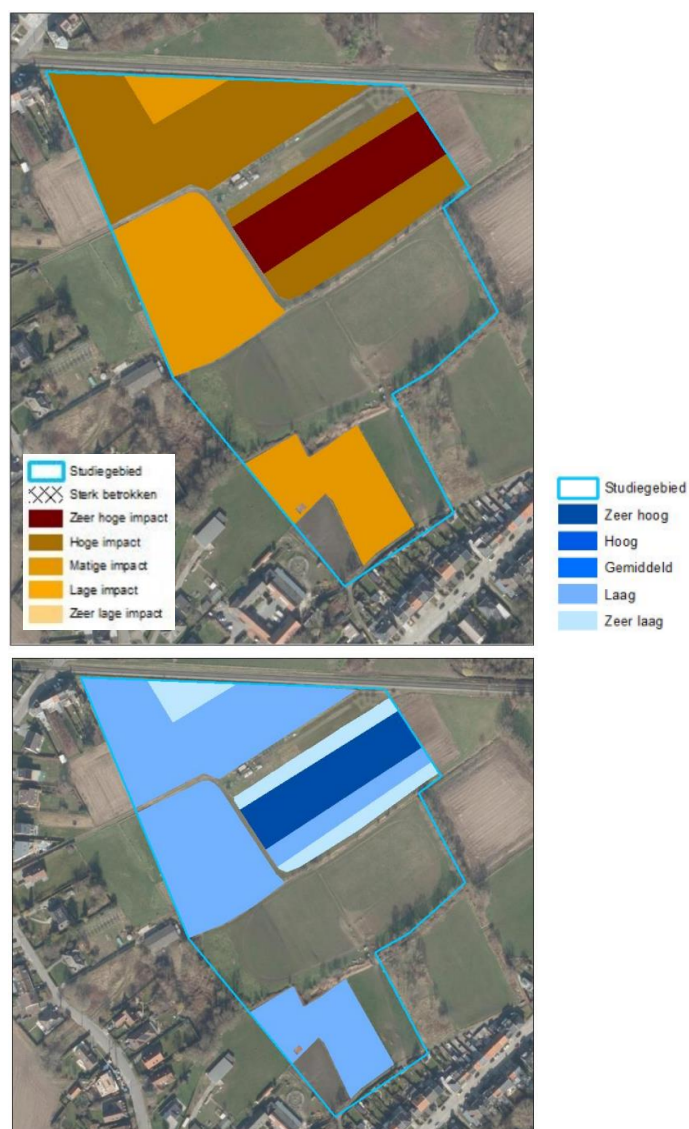 Studiegebied
Sterk betrokken
Zeer hoge impact
Hoge impact
Matige impact
Lage impact
Zeer lage impact
Studiegebied
Zeer hoog
Hoog
Gemiddeld
Laag
Zeer laag